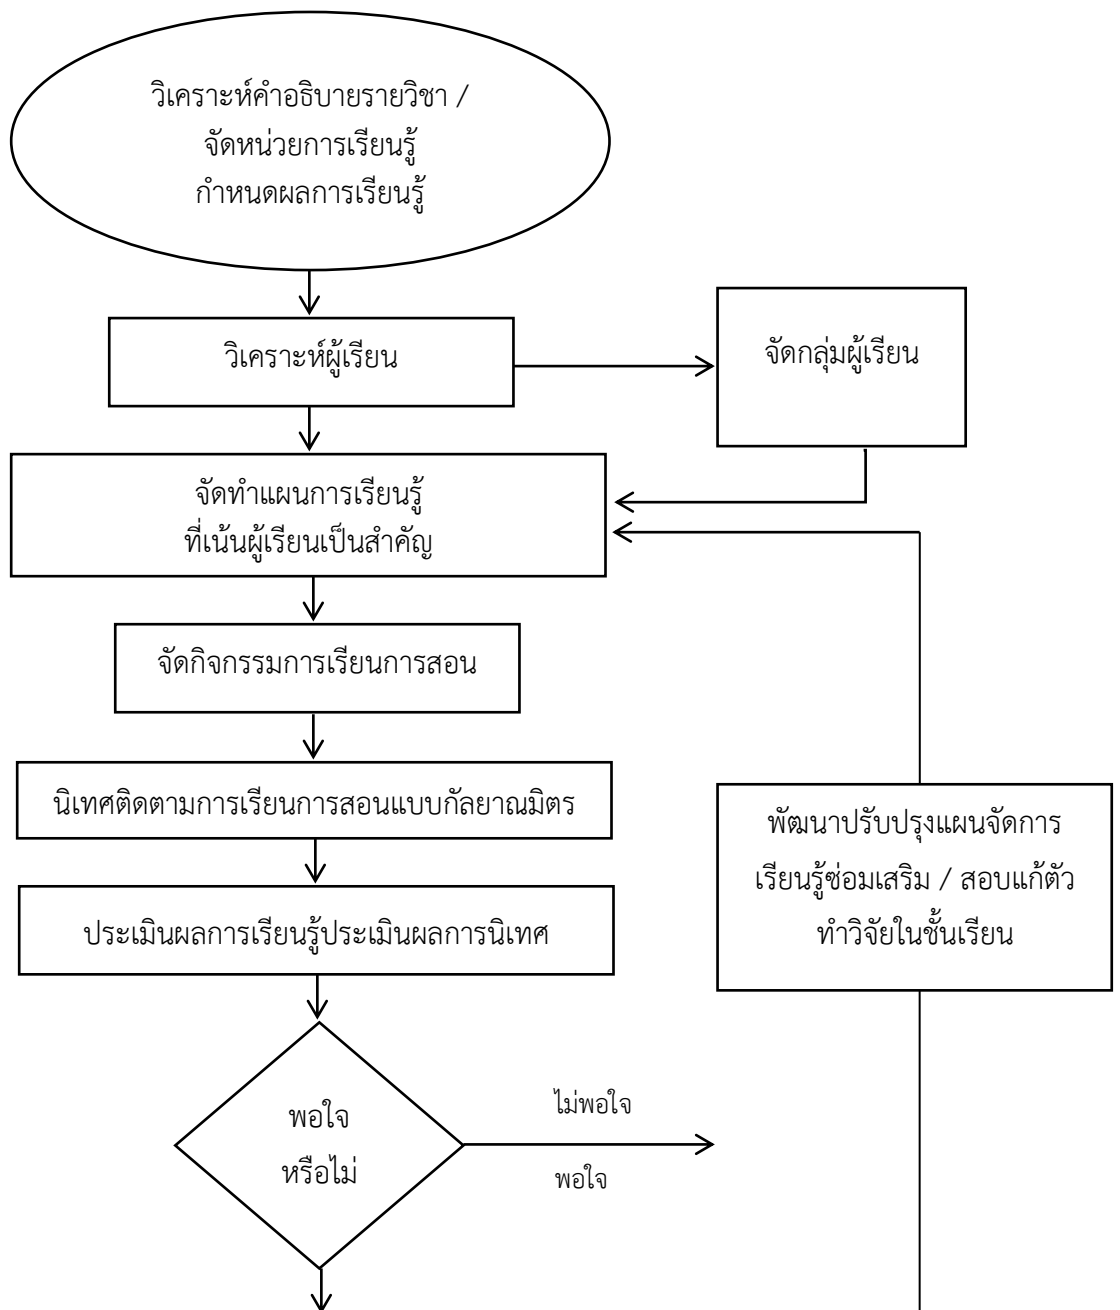 วิเคราะห์คำอธิบายรายวิชา /
จัดหน่วยการเรียนรู้
กำหนดผลการเรียนรู้
วิเคราะห์ผู้เรียน
จัดกลุ่มผู้เรียน
จัดทำแผนการเรียนรู้
ที่เน้นผู้เรียนเป็นสำคัญ
จัดกิจกรรมการเรียนการสอน
นิเทศติดตามการเรียนการสอนแบบกัลยาณมิตร
พัฒนาปรับปรุงแผนจัดการ
เรียนรู้ซ่อมเสริม / สอบแก้ตัว
ทำวิจัยในชั้นเรียน
ประเมินผลการเรียนรู้ประเมินผลการนิเทศ
พอใจ
หรือไม่
ไม่พอใจ
พอใจ